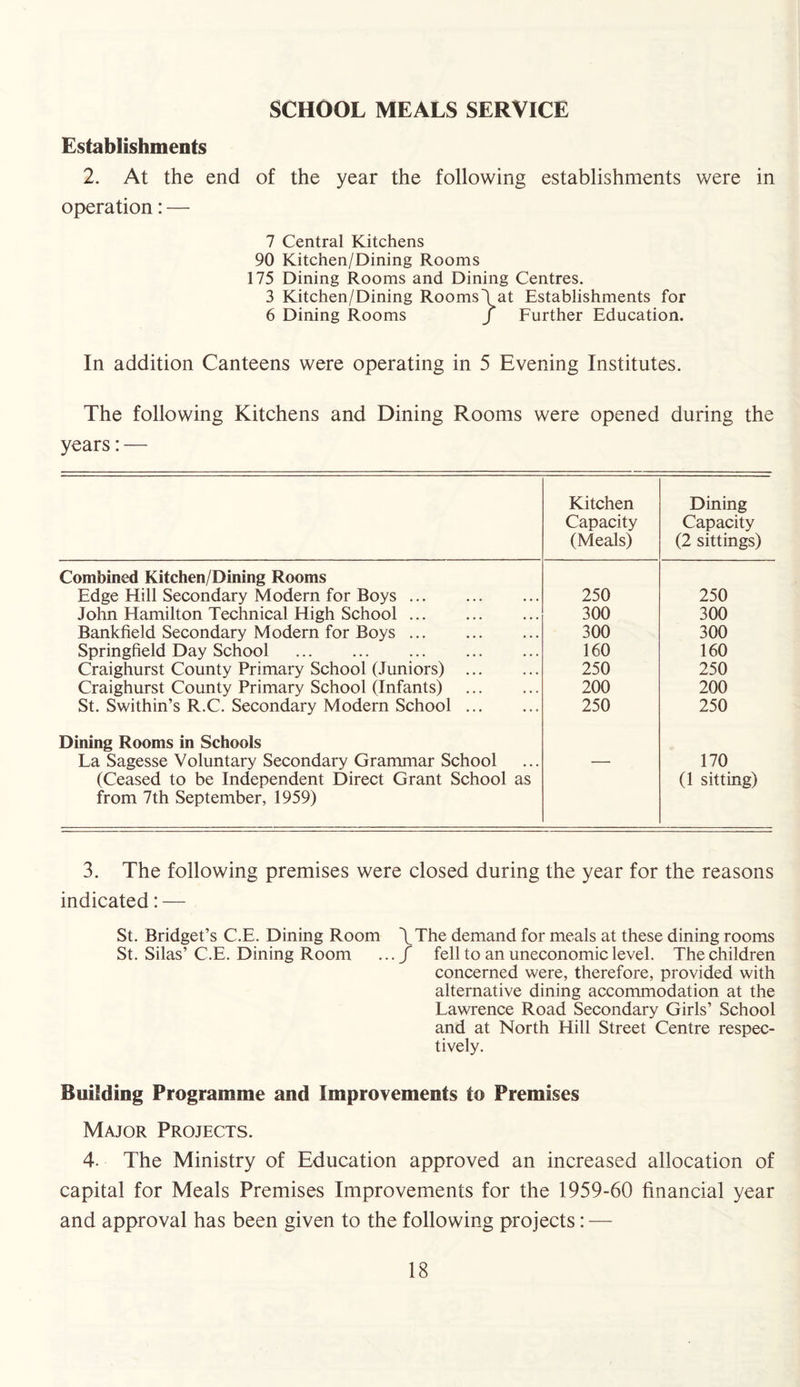 SCHOOL MEALS SERVICE
Establishments
2. At the end of the year the following establishments were in
operation: —
7 Central Kitchens
90 Kitchen/Dining Rooms
175 Dining Rooms and Dining Centres.
3 Kitchen/Dining Rooms } at Establishments for
6 Dining Rooms } Further Education.
In addition Canteens were operating in 5 Evening Institutes.
The following Kitchens and Dining Rooms were opened during the
years: —
Kitchen Capacity (Meals) Dining Capacity (2 sittings)
Combined Kitchen/Dining Rooms
Edge Hill Secondary Modern for Boys ... ... ... 250 250
John Hamilton Technical High School ... ... ... 300 300
Bankfield Secondary Modern for Boys ... ... ... 300 300
Springfield Day School ... ... ... ... ... 160 160
Craighurst County Primary School (Juniors) ... ... 250 250
Craighurst County Primary School (Infants) ... ... 200 200
St. Swithin's R.C. Secondary Modern School ... ... 250 250
Dining Rooms in Schools
La Sagesse Voluntary Secondary Grammar School ... — 170
(Ceased to be Independent Direct Grant School as (1 sitting)
from 7th September, 1959)
3. The following premises were closed during the year for the reasons
indicated: —
St. Bridget's C.E. Dining Room } The demand for meals at these dining rooms
St. Silas' C.E. Dining Room ... } fell to an uneconomic level. The children
concerned were, therefore, provided with
alternative dining accommodation at the
Lawrence Road Secondary Girls' School
and at North Hill Street Centre respec-
tively.
Building Programme and Improvements to Premises
MAJOR PROJECTS.
4. The Ministry of Education approved an increased allocation of
capital for Meals Premises Improvements for the 1959-60 financial year
and approval has been given to the following projects: —
18